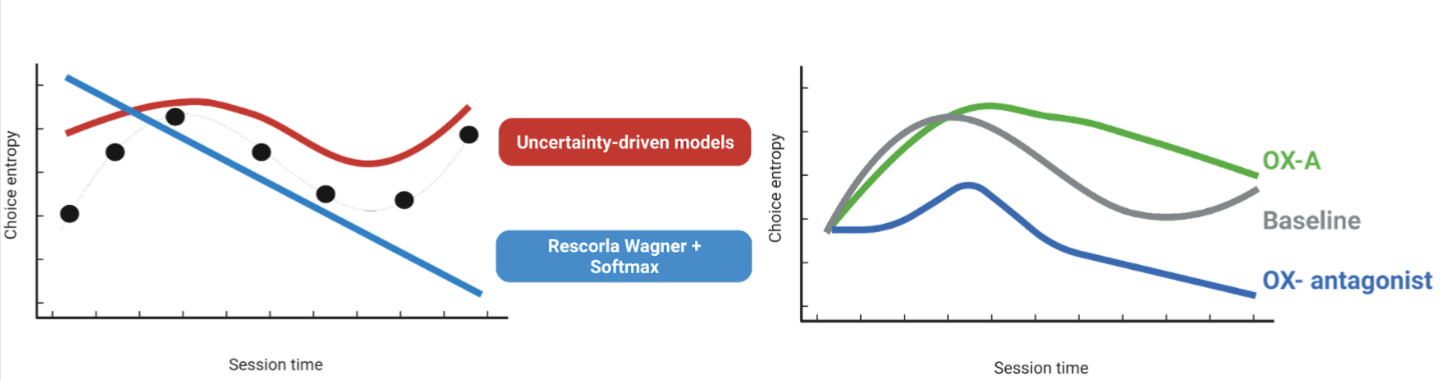 Choice entropy
Uncertainty-driven models
Rescorla Wagner +
Softmax
Session time
Choice entropy
OX-A
Baseline
OX- antagonist
Session time